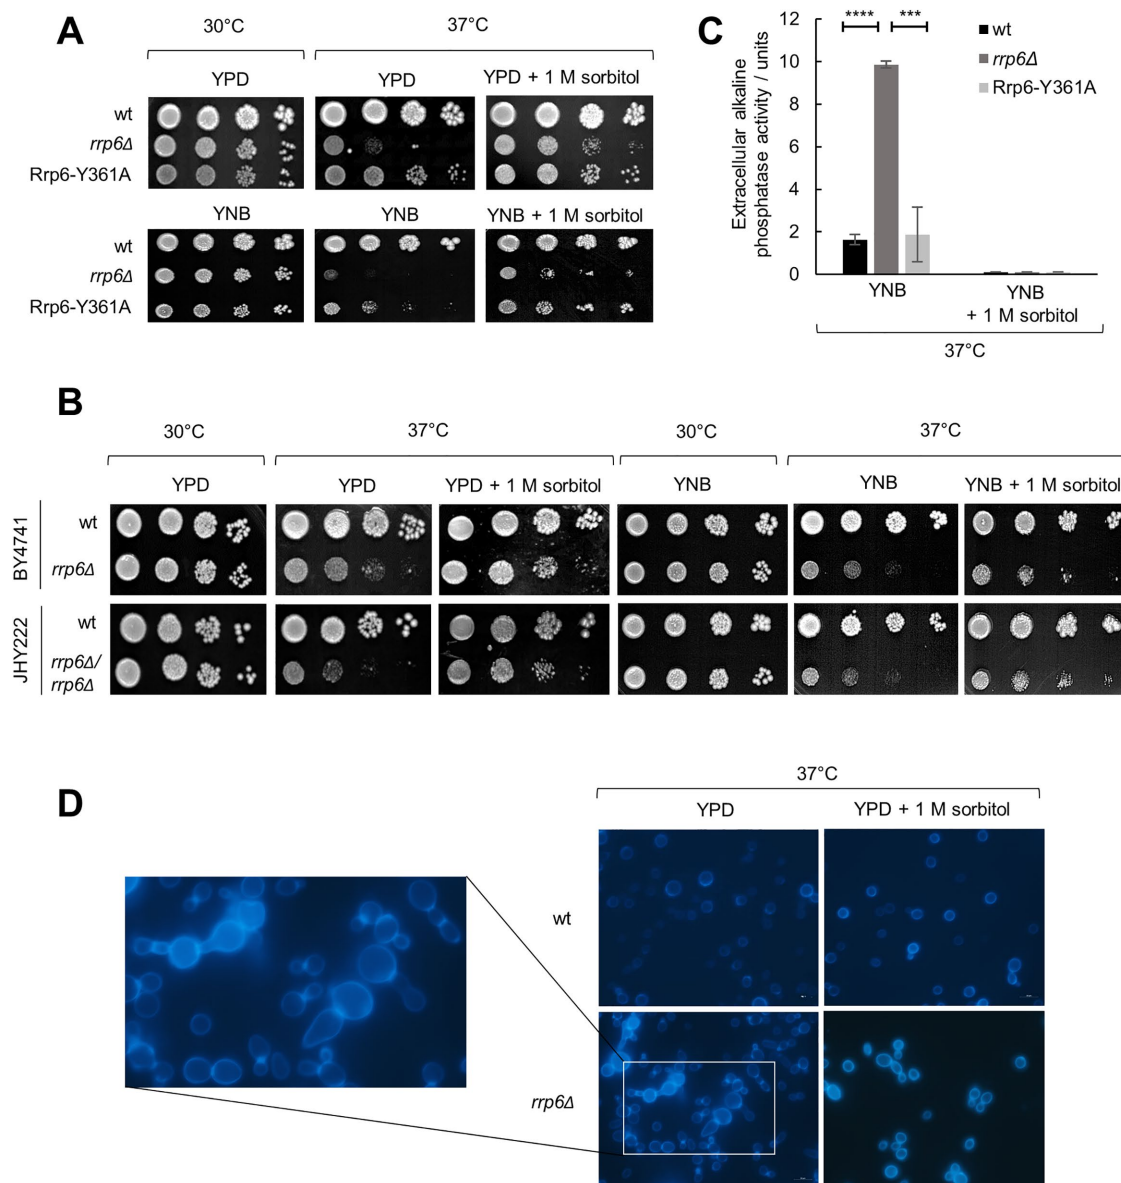 A
30°C
37°C
YPD
YPD
YPD + 1 M sorbitol
wt
rrp6Δ
Rrp6-Y361A
YNB
YNB
YNB + 1 M sorbitol
wt
rrp6Δ
Rrp6-Y361A
C
Extracellular alkaline
phosphatase activity / units
12
10
8
6
4
2
0
****
***
wt
rrp6Δ
Rrp6-Y361A
YNB
YNB
+ 1 M sorbitol
37°C
B
30°C
37°C
30°C
37°C
YPD
YPD
YPD + 1 M sorbitol
YNB
YNB
YNB + 1 M sorbitol
BY4741
wt
rrp6Δ
JHY222
wt
rrp6Δ/
rrp6Δ
D
37°C
YPD
YPD + 1 M sorbitol
wt
rrp6Δ